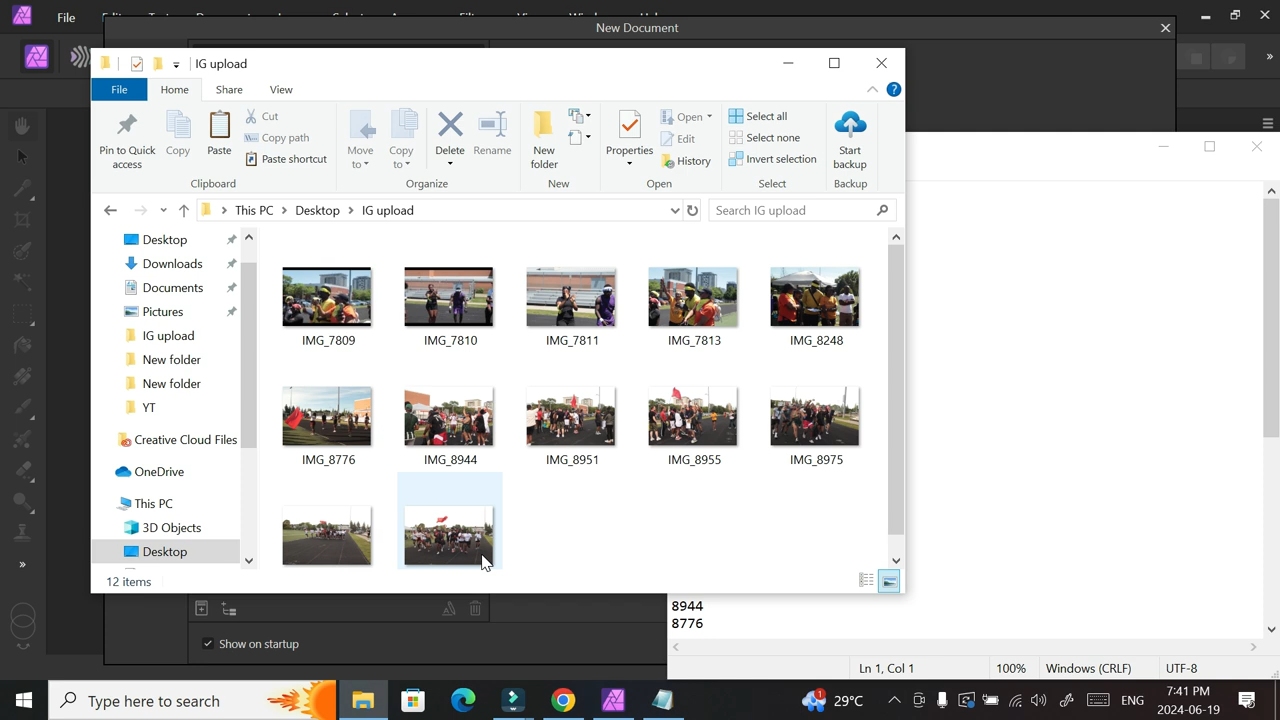 File
New Document
IG upload
File Home Share View
Pin to Quick access
Copy
Paste
Cut
Copy path
Paste shortcut
Clipboard
Move to
Copy to
Delete
Rename
Organize
New folder
New
Properties
Open
Edit
History
Open
Select all
Select none
Invert selection
Select
Start backup
Backup
This PC > Desktop > IG upload
Search IG upload
Desktop
Downloads
Documents
Pictures
IG upload
New folder
New folder
YT
Creative Cloud Files
OneDrive
This PC
3D Objects
Desktop
IMG_7809 IMG_7810 IMG_7811 IMG_7813 IMG_8248
IMG_8776 IMG_8944 IMG_8951 IMG_8955 IMG_8975
12 items
8944
8776
Show on startup
Ln 1, Col 1 100% Windows (CRLF) UTF-8
Type here to search
1
29°C
ENG
7:41 PM
2024-06-19